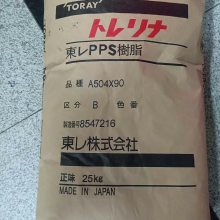 TORAY
トレリナ
東レPPS樹脂
品種 A504X90
区分 B 色番
製造番号8547216
東レ株式会社
正味 25kg
MADE IN JAPAN